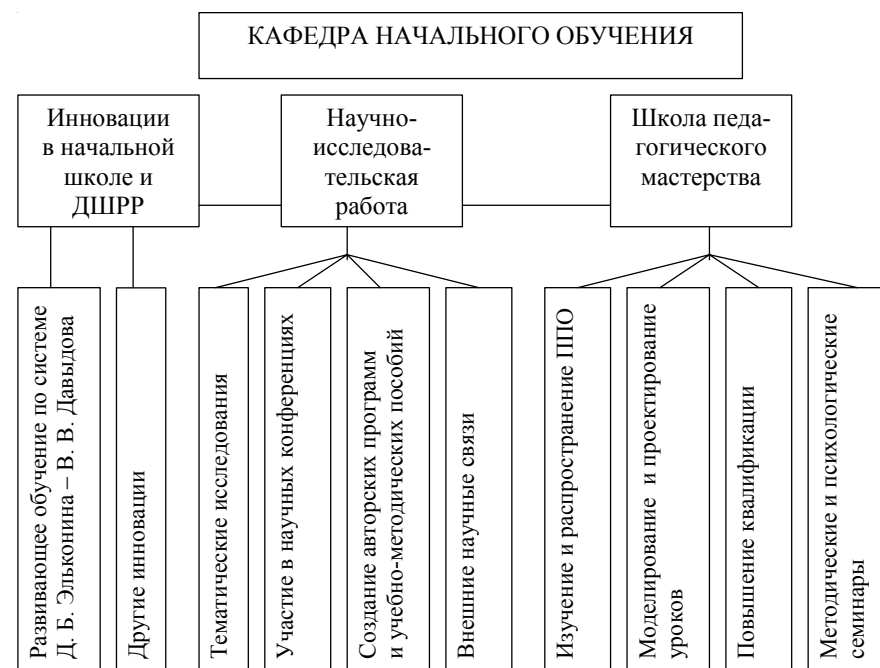 КАФЕДРА НАЧАЛЬНОГО ОБУЧЕНИЯ
Инновации
в начальной
школе и
ДШРР
Научно-
исследова-
тельская
работа
Школа педа-
гогического
мастерства
Развивающее обучение по системе
Д. Б. Эльконина – В. В. Давыдова
Другие инновации
Тематические исследования
Участие в научных конференциях
Создание авторских программ
и учебно-методических пособий
Внешние научные связи
Изучение и распространение ППО
Моделирование и проектирование
уроков
Повышение квалификации
Методические и психологические
семинары